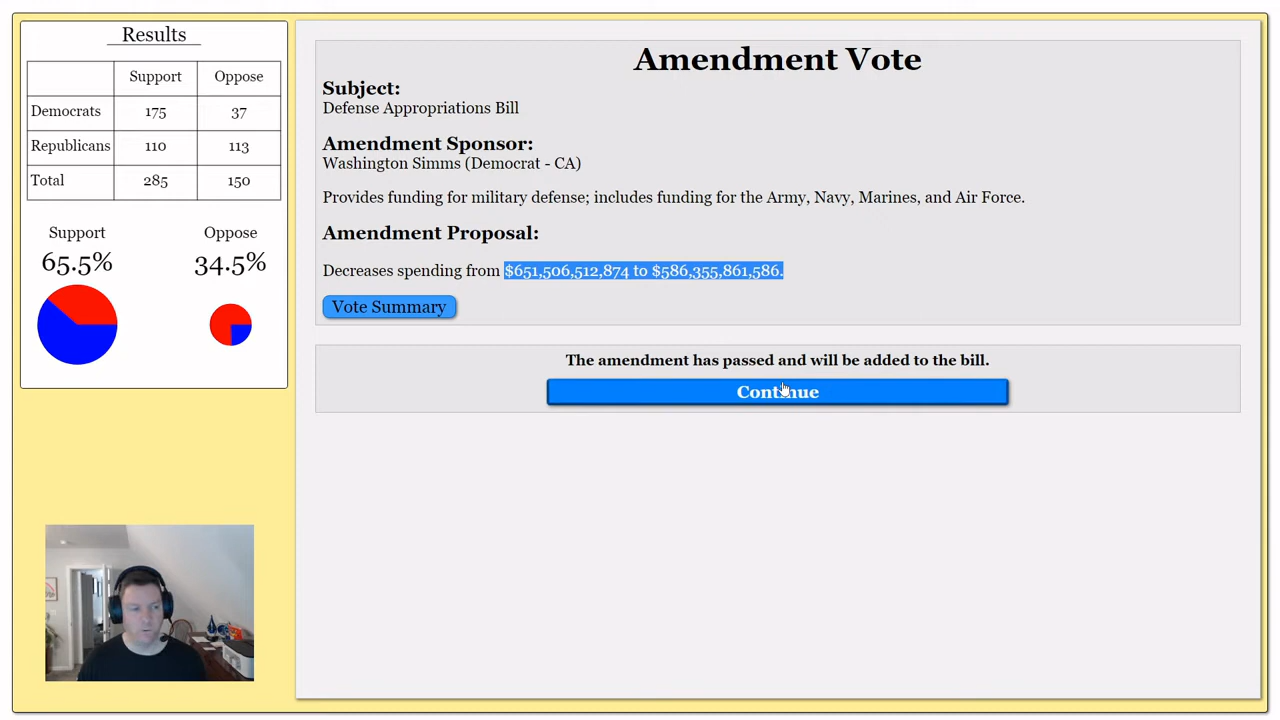 Results
Support Oppose
Democrats 175 37
Republicans 110 113
Total 285 150
Support Oppose
65.5% 34.5%
Amendment Vote
Subject:
Defense Appropriations Bill
Amendment Sponsor:
Washington Simms (Democrat - CA)
Provides funding for military defense; includes funding for the Army, Navy, Marines, and Air Force.
Amendment Proposal:
Decreases spending from $651,506,512,874 to $586,355,861,586.
Vote Summary
The amendment has passed and will be added to the bill.
Continue